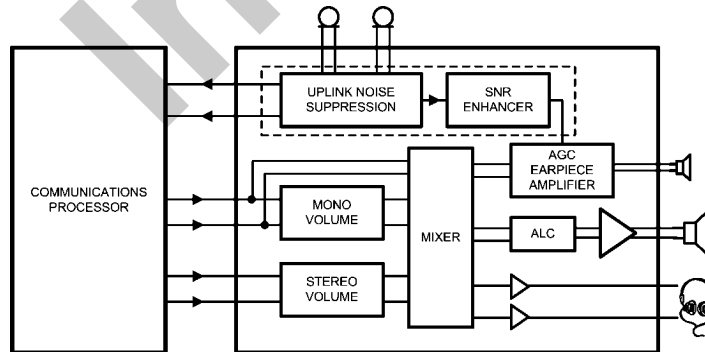 UPLINK NOISE
SUPPRESSION
SNR
ENHANCER
AGC
EARPIECE
AMPLIFIER
COMMUNICATIONS
PROCESSOR
MONO
VOLUME
MIXER
ALC
STEREO
VOLUME